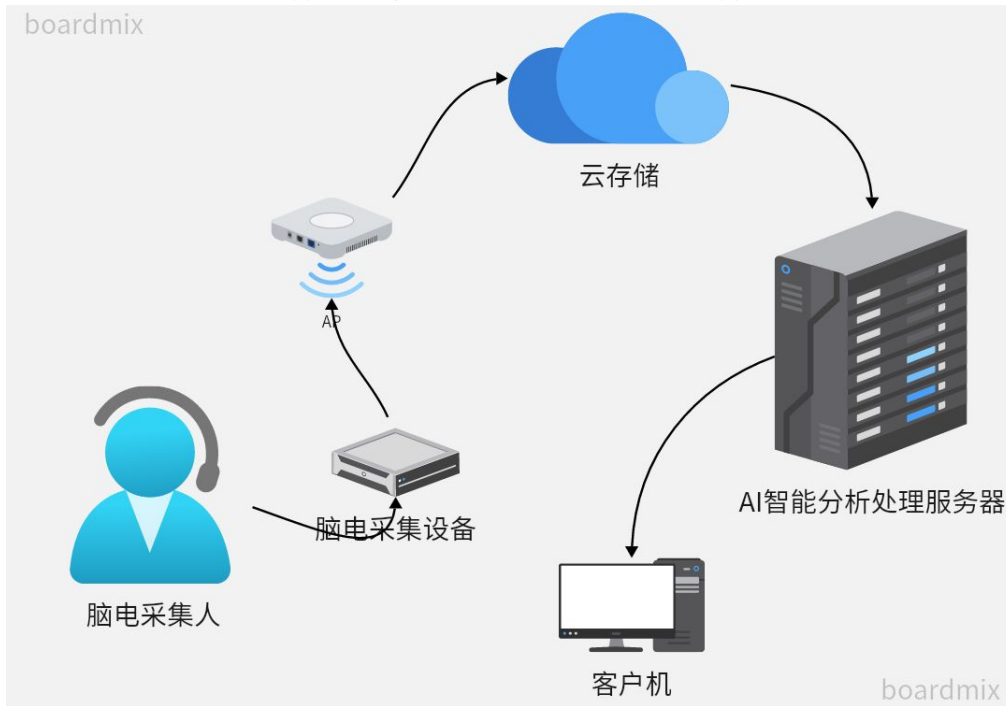 boardmix
云存储
AP
AI智能分析处理服务器
脑电采集设备
脑电采集人
客户机
boardmix